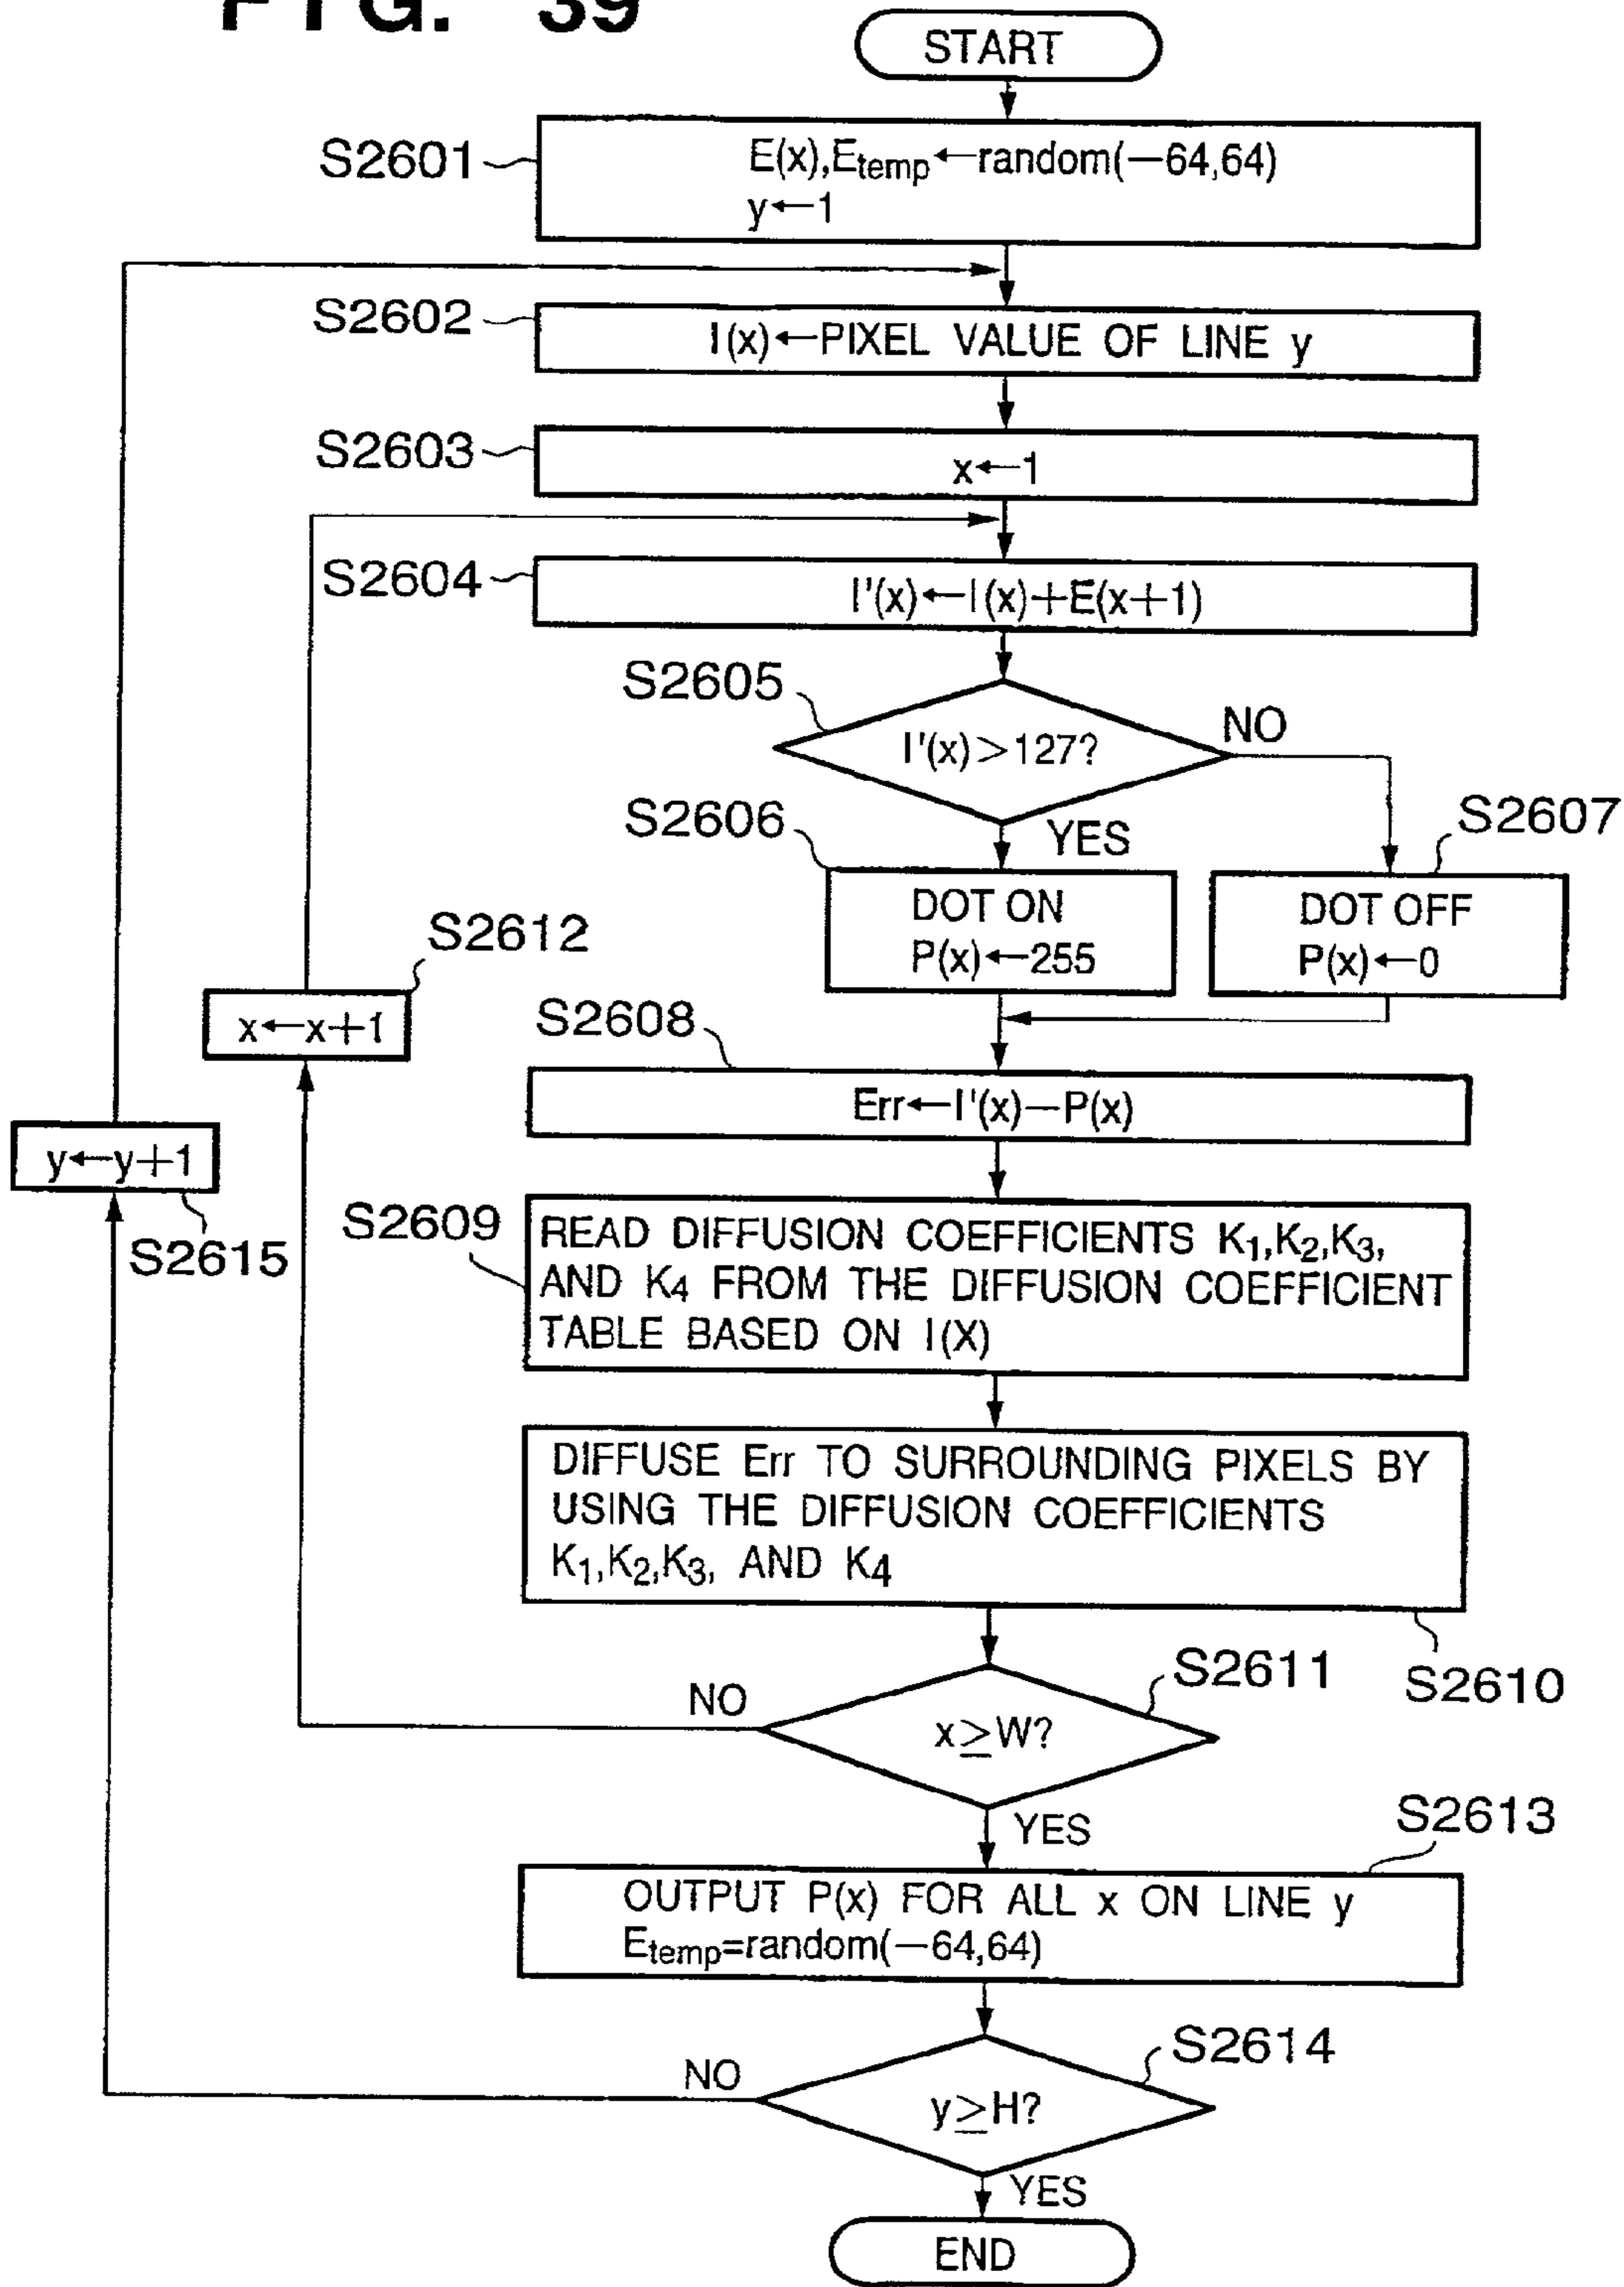 FIG. 39
START
S2601
E(x),Etemp←random(−64,64)
y←1
S2602
I(x)←PIXEL VALUE OF LINE y
S2603
x←1
S2604
I'(x)←I(x)+E(x+1)
S2605
I'(x)>127?
NO
S2606
YES
S2607
DOT ON
P(x)←255
DOT OFF
P(x)←0
S2612
x←x+1
S2608
Err←I'(x)−P(x)
y←y+1
S2615
S2609
READ DIFFUSION COEFFICIENTS K1,K2,K3,
AND K4 FROM THE DIFFUSION COEFFICIENT
TABLE BASED ON I(X)
DIFFUSE Err TO SURROUNDING PIXELS BY
USING THE DIFFUSION COEFFICIENTS
K1,K2,K3, AND K4
S2610
S2611
NO
x≥W?
YES
S2613
OUTPUT P(x) FOR ALL x ON LINE y
Etemp=random(−64,64)
S2614
NO
y≥H?
YES
END